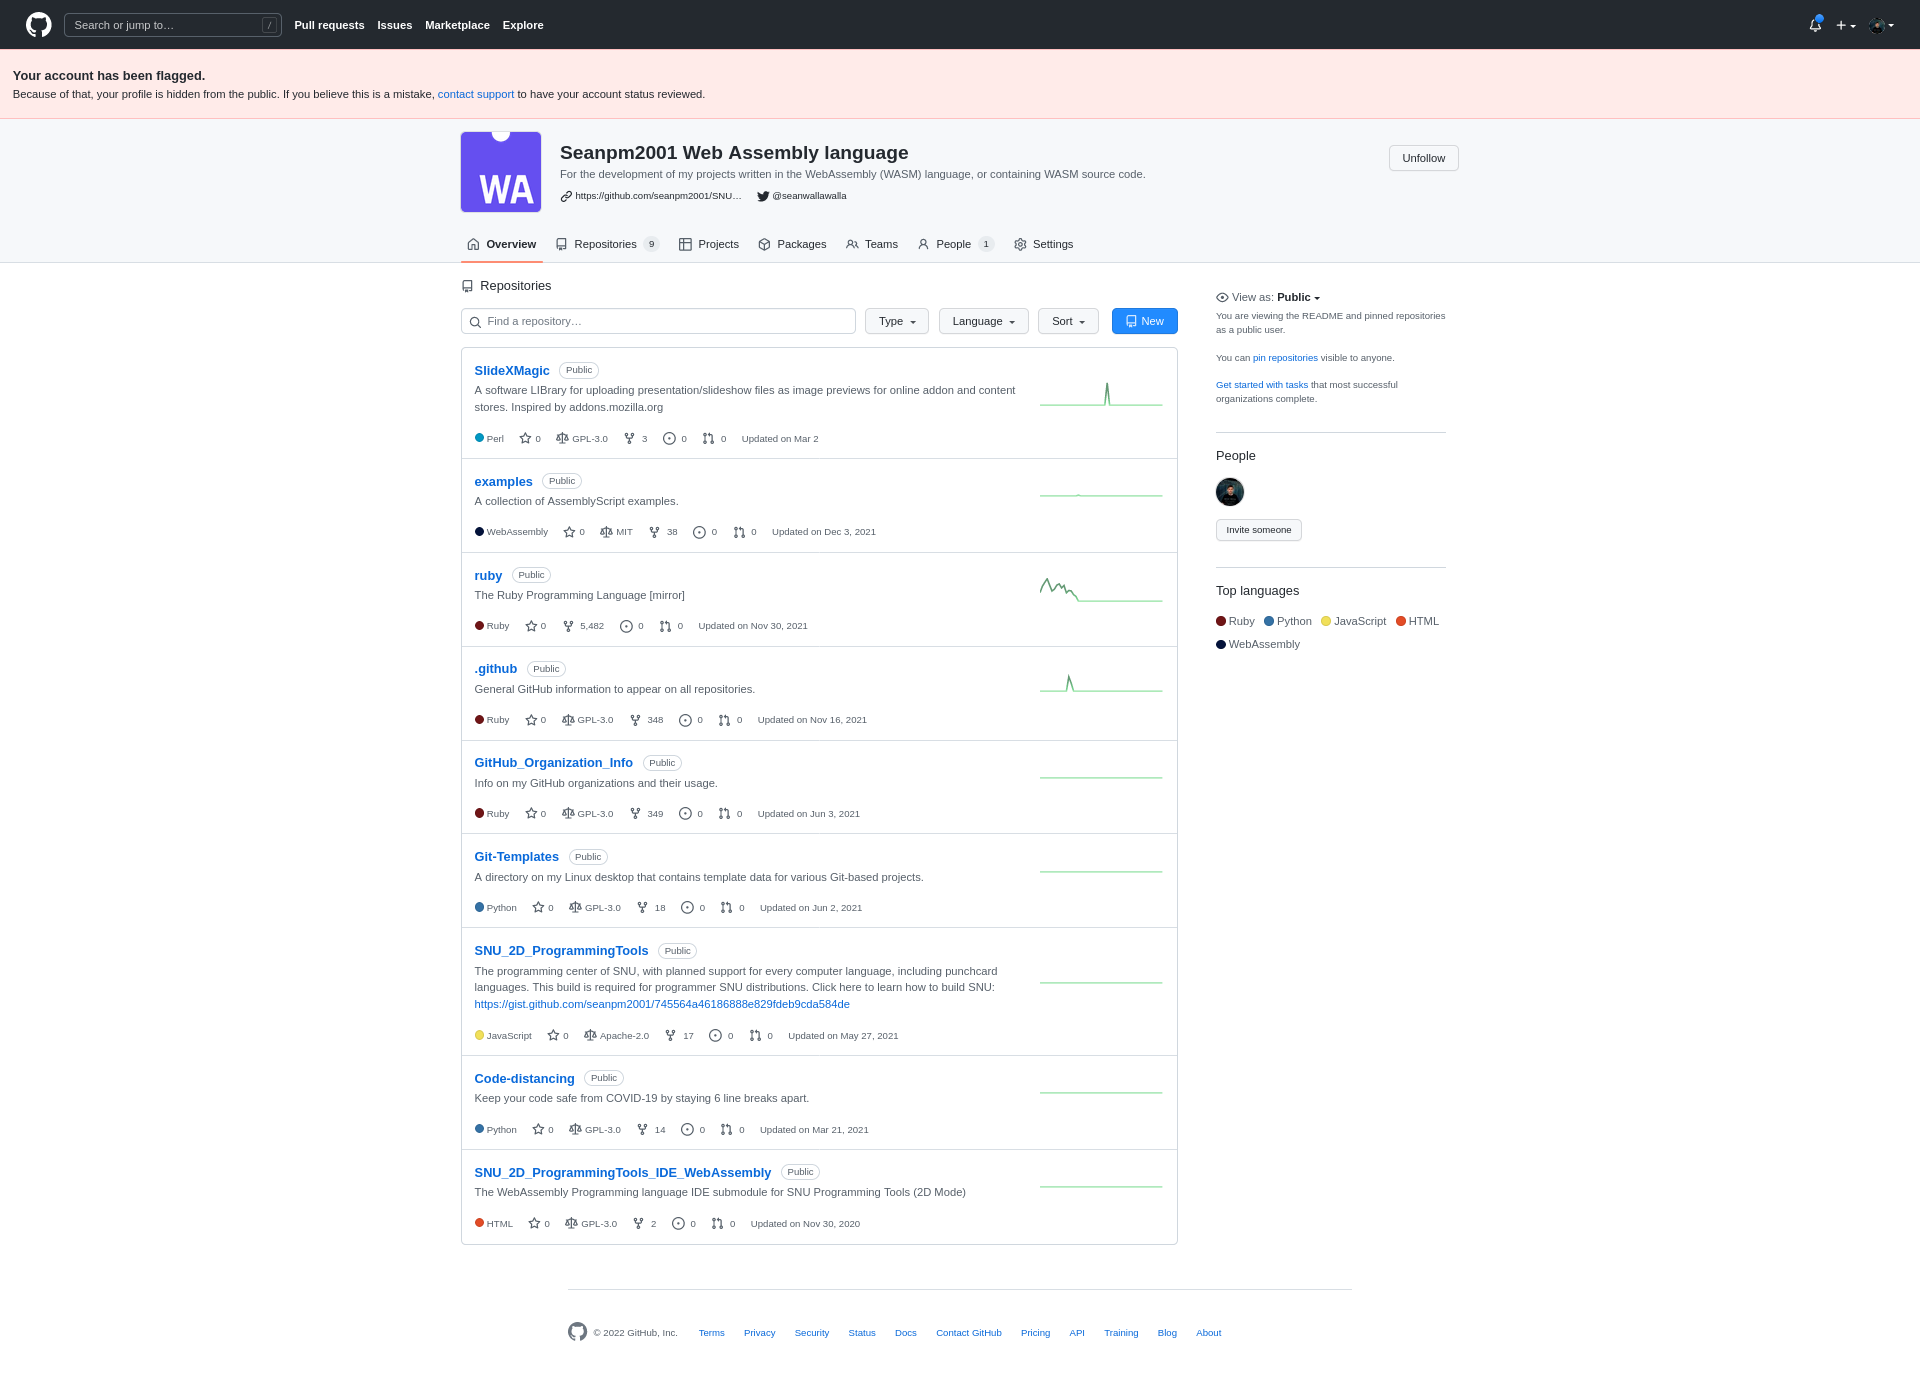 Search or jump to… /
Pull requests Issues Marketplace Explore
Your account has been flagged.
Because of that, your profile is hidden from the public. If you believe this is a mistake, contact support to have your account status reviewed.
WA
Seanpm2001 Web Assembly language
For the development of my projects written in the WebAssembly (WASM) language, or containing WASM source code.
https://github.com/seanpm2001/SNU… @seanwallawalla
Unfollow
Overview Repositories 9 Projects Packages Teams People 1 Settings
Repositories
Find a repository… Type Language Sort New
SlideXMagic Public
A software LIBrary for uploading presentation/slideshow files as image previews for online addon and content
stores. Inspired by addons.mozilla.org
Perl 0 GPL-3.0 3 0 0 Updated on Mar 2
examples Public
A collection of AssemblyScript examples.
WebAssembly 0 MIT 38 0 0 Updated on Dec 3, 2021
ruby Public
The Ruby Programming Language [mirror]
Ruby 0 5,482 0 0 Updated on Nov 30, 2021
.github Public
General GitHub information to appear on all repositories.
Ruby 0 GPL-3.0 348 0 0 Updated on Nov 16, 2021
GitHub_Organization_Info Public
Info on my GitHub organizations and their usage.
Ruby 0 GPL-3.0 349 0 0 Updated on Jun 3, 2021
Git-Templates Public
A directory on my Linux desktop that contains template data for various Git-based projects.
Python 0 GPL-3.0 18 0 0 Updated on Jun 2, 2021
SNU_2D_ProgrammingTools Public
The programming center of SNU, with planned support for every computer language, including punchcard
languages. This build is required for programmer SNU distributions. Click here to learn how to build SNU:
https://gist.github.com/seanpm2001/745564a46186888e829fdeb9cda584de
JavaScript 0 Apache-2.0 17 0 0 Updated on May 27, 2021
Code-distancing Public
Keep your code safe from COVID-19 by staying 6 line breaks apart.
Python 0 GPL-3.0 14 0 0 Updated on Mar 21, 2021
SNU_2D_ProgrammingTools_IDE_WebAssembly Public
The WebAssembly Programming language IDE submodule for SNU Programming Tools (2D Mode)
HTML 0 GPL-3.0 2 0 0 Updated on Nov 30, 2020
View as: Public
You are viewing the README and pinned repositories
as a public user.
You can pin repositories visible to anyone.
Get started with tasks that most successful
organizations complete.
People
Invite someone
Top languages
Ruby Python JavaScript HTML
WebAssembly
© 2022 GitHub, Inc. Terms Privacy Security Status Docs Contact GitHub Pricing API Training Blog About